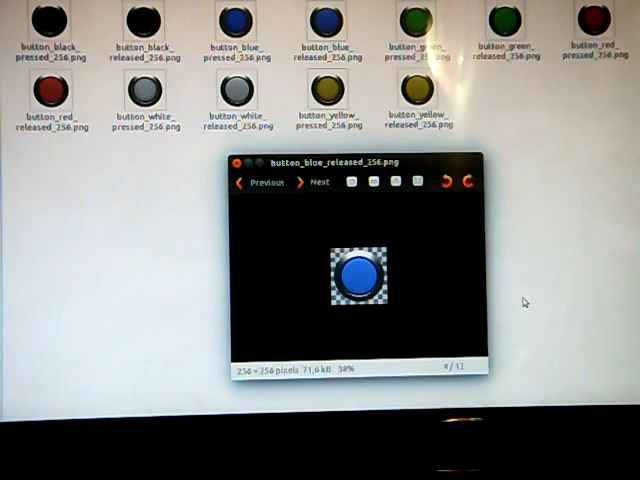 button_black_
pressed_256.png
button_black_
released_256.png
button_blue_
pressed_256.png
button_blue_
released_256.png
button_green_
pressed_256.png
button_green_
released_256.png
button_red_
pressed_256.png
button_red_
released_256.png
button_white_
pressed_256.png
button_white_
released_256.png
button_yellow_
pressed_256.png
button_yellow_
released_256.png
button_blue_released_256.png
Previous Next
256 × 256 pixels 71,6 kB 38% 4 / 12